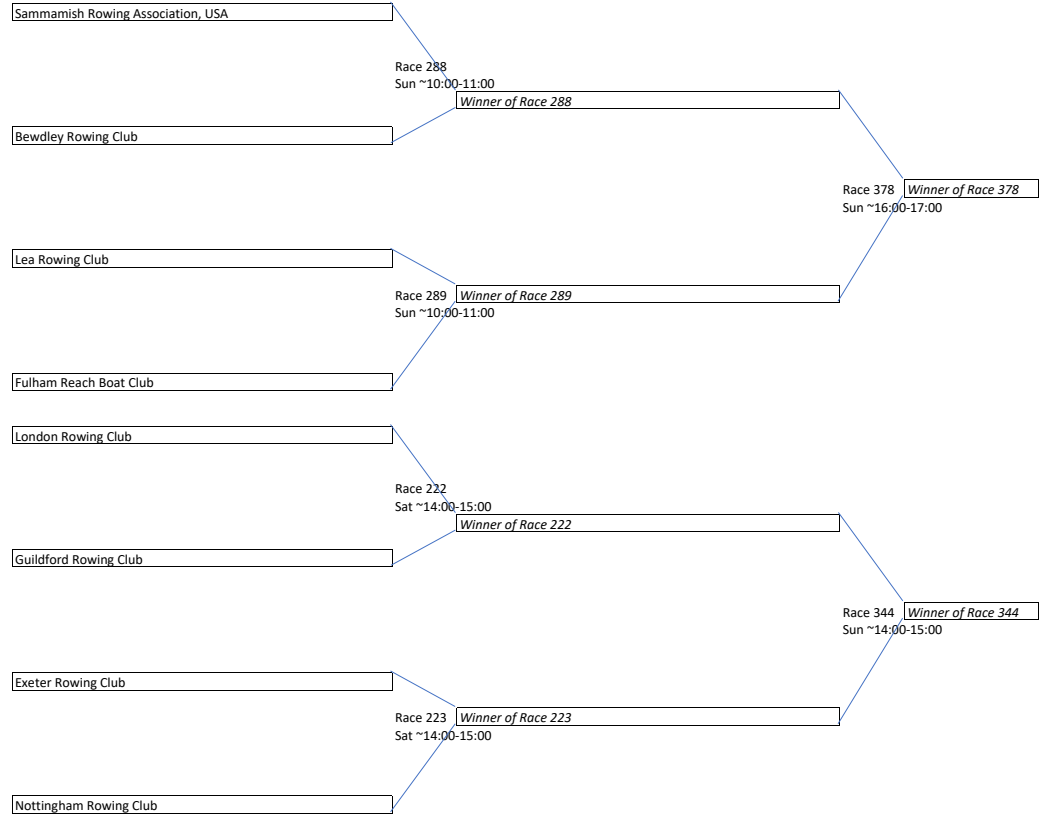 Sammamish Rowing Association, USA
Race 288
Sun ~10:00-11:00
Winner of Race 288
Bewdley Rowing Club
Race 378
Winner of Race 378
Sun ~16:00-17:00
Lea Rowing Club
Race 289
Winner of Race 289
Sun ~10:00-11:00
Fulham Reach Boat Club
London Rowing Club
Race 222
Sat ~14:00-15:00
Winner of Race 222
Guildford Rowing Club
Race 344
Winner of Race 344
Sun ~14:00-15:00
Exeter Rowing Club
Race 223
Winner of Race 223
Sat ~14:00-15:00
Nottingham Rowing Club